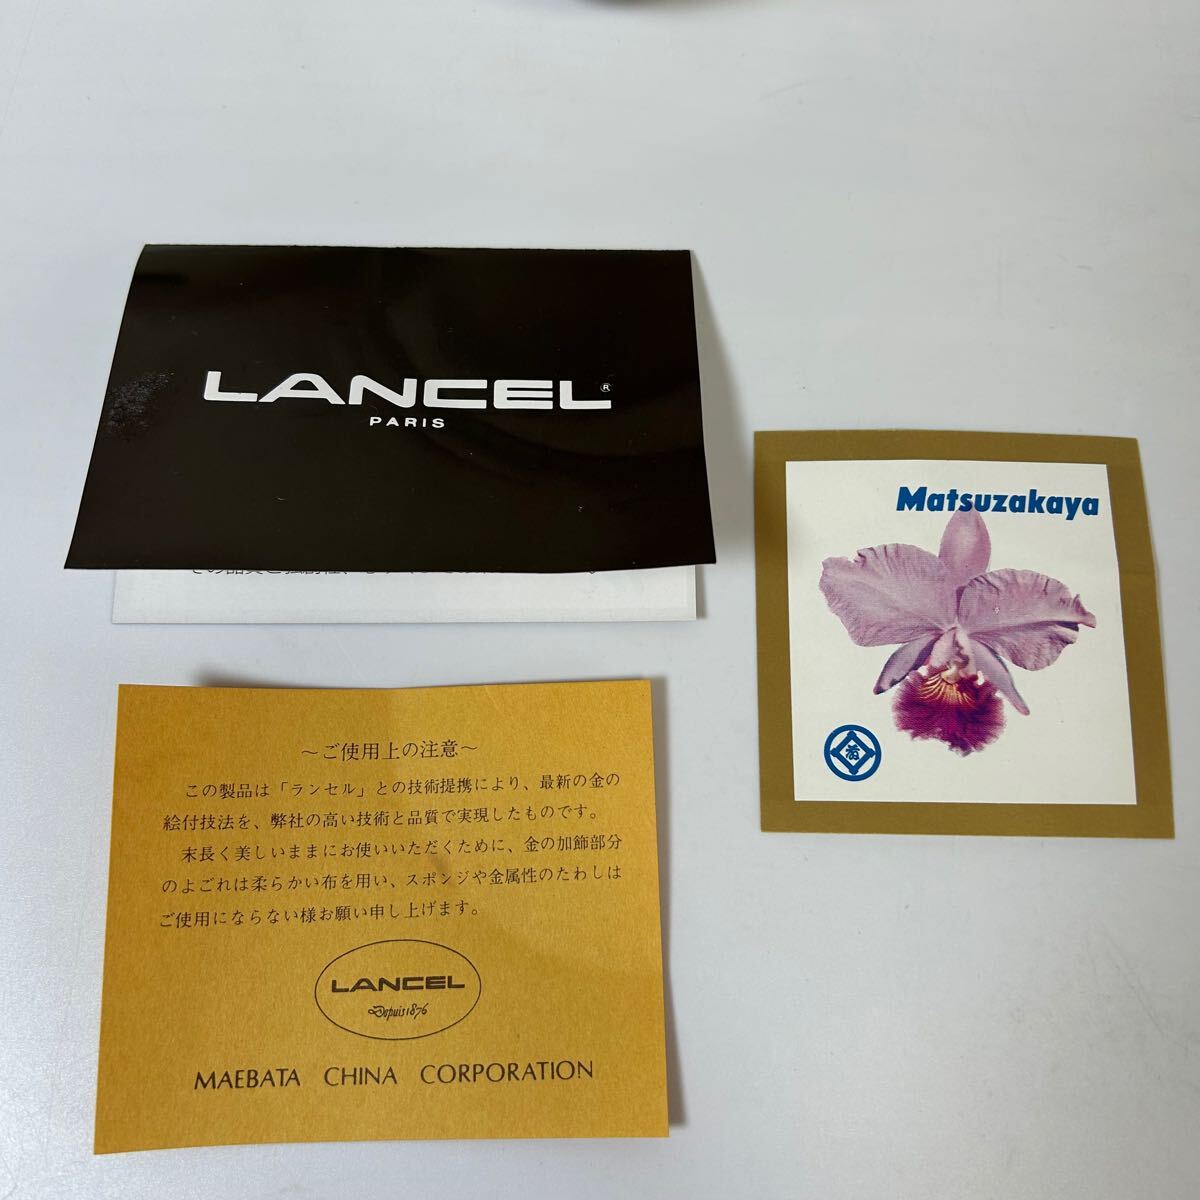 LANCEL®
PARIS
Matsuzakaya
～ご使用上の注意～
この製品は「ランセル」との技術提携により、最新の金の
絵付技法を、弊社の高い技術と品質で実現したものです。
末長く美しいままにお使いいただくために、金の加飾部分
のよごれは柔らかい布を用い、スポンジや金属性のたわしは
ご使用にならない様お願い申し上げます。
LANCEL
Depuis 1876
MAEBATA CHINA CORPORATION